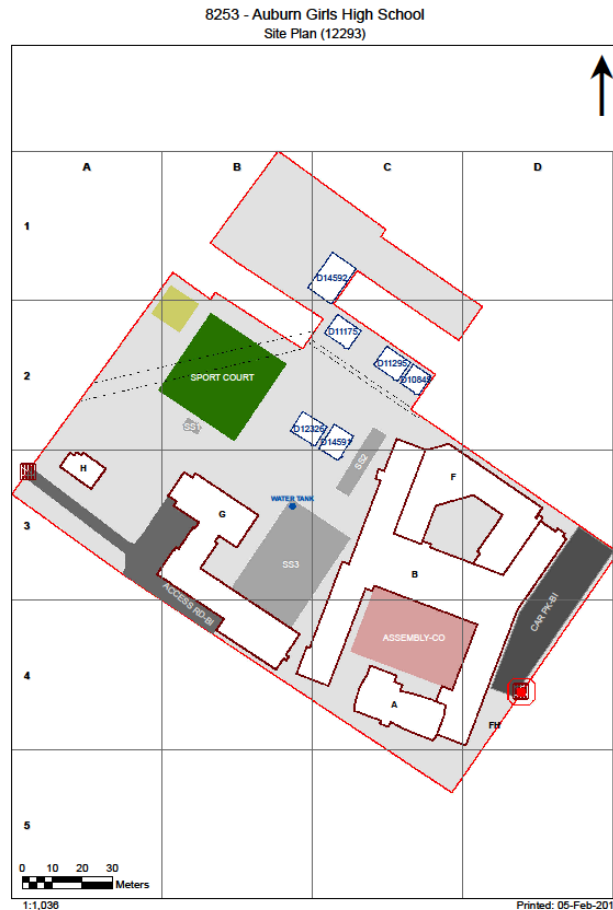 8253 - Auburn Girls High School
Site Plan (12293)
A B C D
1
D14592
D11175
2
D11295
D10845
SPORT COURT
SS1
D12326
D14591
SS2
H
F
WATER TANK
3
G
SS3
B
CAR PK-BI
ACCESS RD-BI
ASSEMBLY-CO
4
A
FH
5
0 10 20 30
Meters
1:1,036
Printed: 05-Feb-201